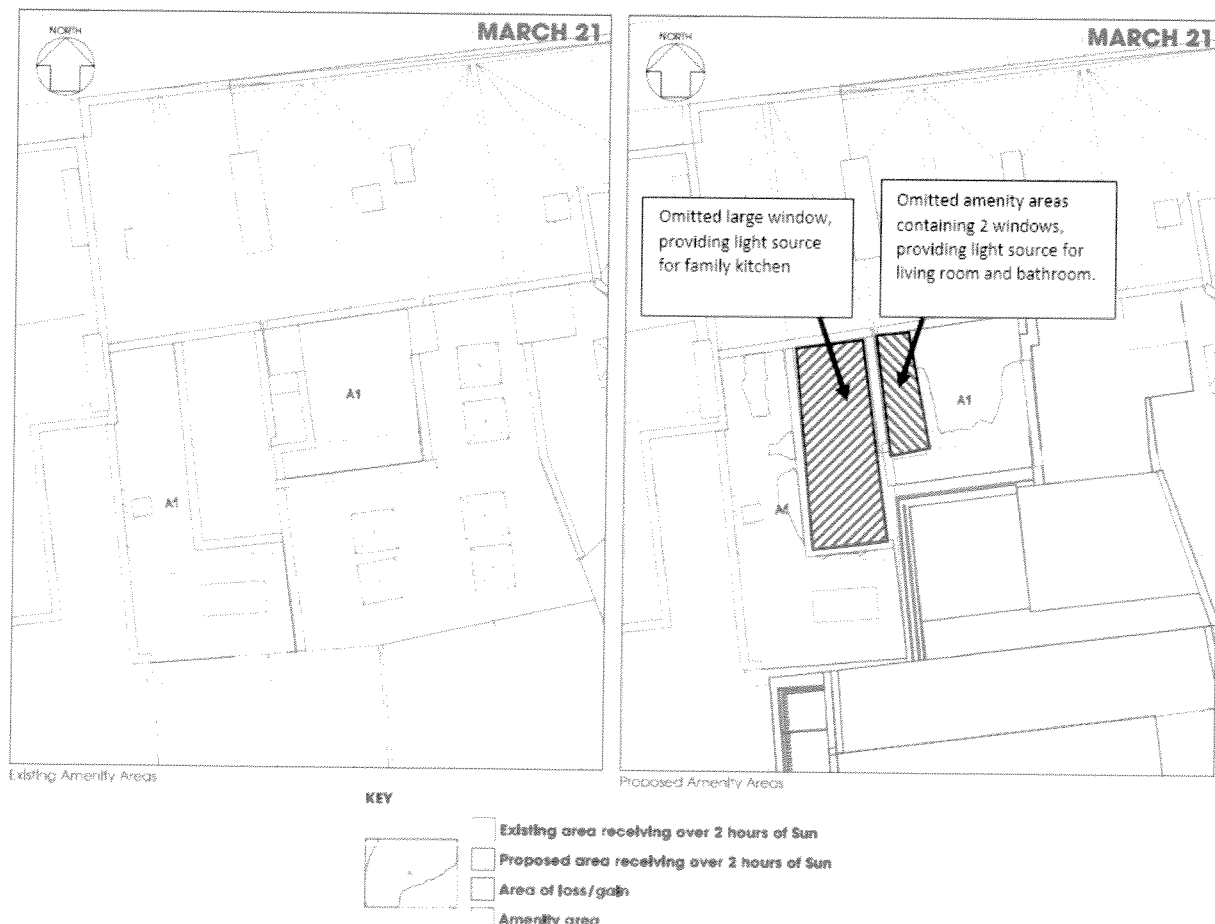 NORTH
MARCH 21
A1
A1
Existing Amenity Areas
NORTH
MARCH 21
Omitted large window,
providing light source
for family kitchen
Omitted amenity areas
containing 2 windows,
providing light source for
living room and bathroom.
A1
Proposed Amenity Areas
KEY
Existing area receiving over 2 hours of Sun
Proposed area receiving over 2 hours of Sun
Area of loss/gain
Amenity area